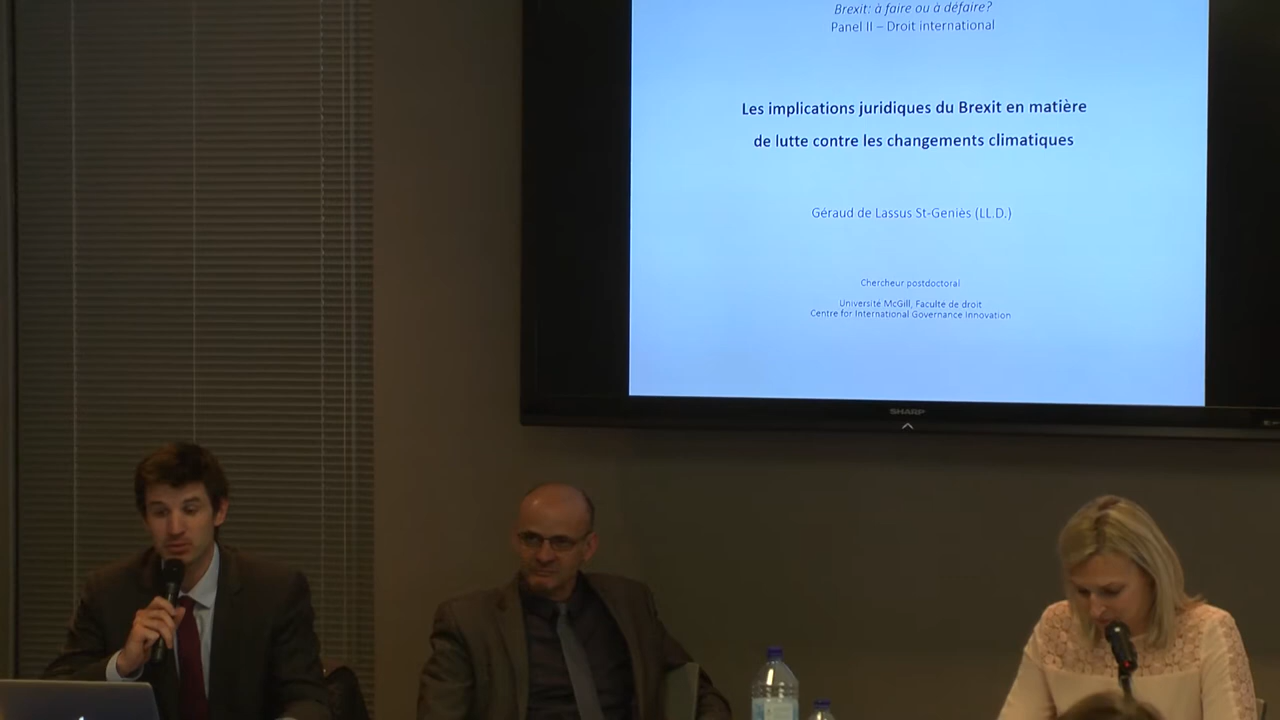 Brexit: à faire ou à défaire?
Panel II – Droit international
Les implications juridiques du Brexit en matière
de lutte contre les changements climatiques
Géraud de Lassus St-Geniès (LL.D.)
Chercheur postdoctoral
Université McGill, Faculté de droit
Centre for International Governance Innovation
SHARP